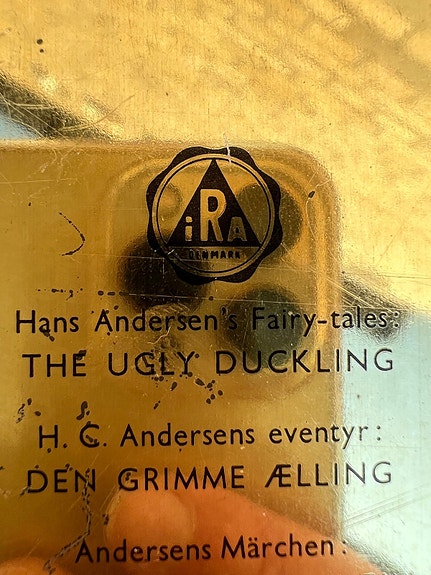 iRA
DENMARK
Hans Andersen's Fairy-tales:
THE UGLY DUCKLING
H. C. Andersens eventyr:
DEN GRIMME ÆLLING
Andersens Märchen: